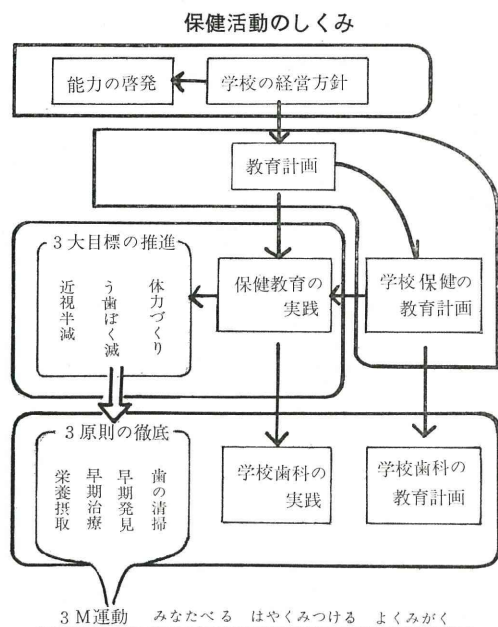 保健活動のしくみ
能力の啓発
学校の経営方針
教育計画
3大目標の推進
体力づくり
う歯ぼく滅
近視半減
保健教育の
実践
学校保健の
教育計画
3原則の徹底
歯の清掃
早期発見
早期治療
栄養摂取
学校歯科の
実践
学校歯科の
教育計画
3M運動 みなたべる はやくみつける よくみがく